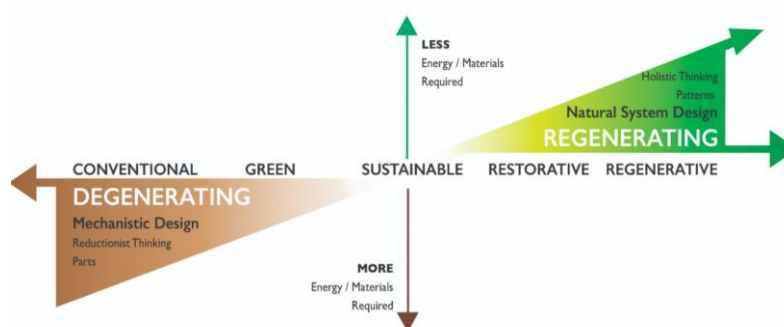 LESS
Energy / Materials
Required
Holistic Thinking
Patterns
Natural System Design
REGENERATING
CONVENTIONAL GREEN SUSTAINABLE RESTORATIVE REGENERATIVE
DEGENERATING
Mechanistic Design
Reductionist Thinking
Parts
MORE
Energy / Materials
Required